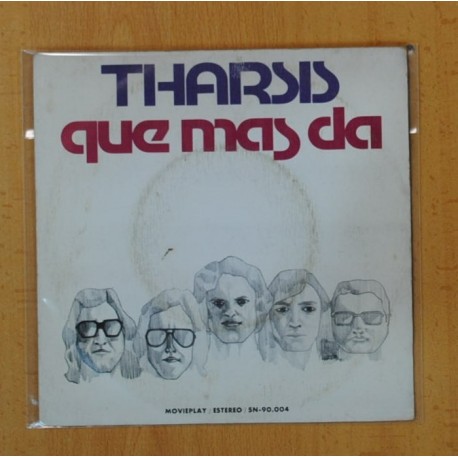 THARSIS
que mas da
MOVIEPLAY / ESTEREO / SN-90.004